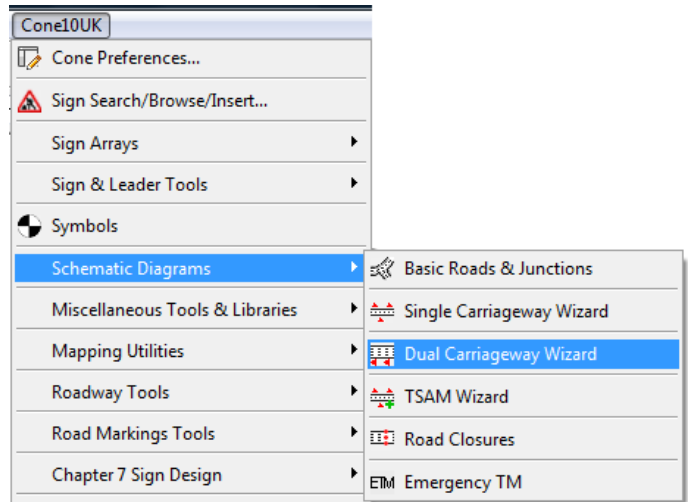 Cone10UK
Cone Preferences...
Sign Search/Browse/Insert...
Sign Arrays
Sign & Leader Tools
Symbols
Schematic Diagrams
Miscellaneous Tools & Libraries
Mapping Utilities
Roadway Tools
Road Markings Tools
Chapter 7 Sign Design
Basic Roads & Junctions
Single Carriageway Wizard
Dual Carriageway Wizard
TSAM Wizard
Road Closures
ETM Emergency TM